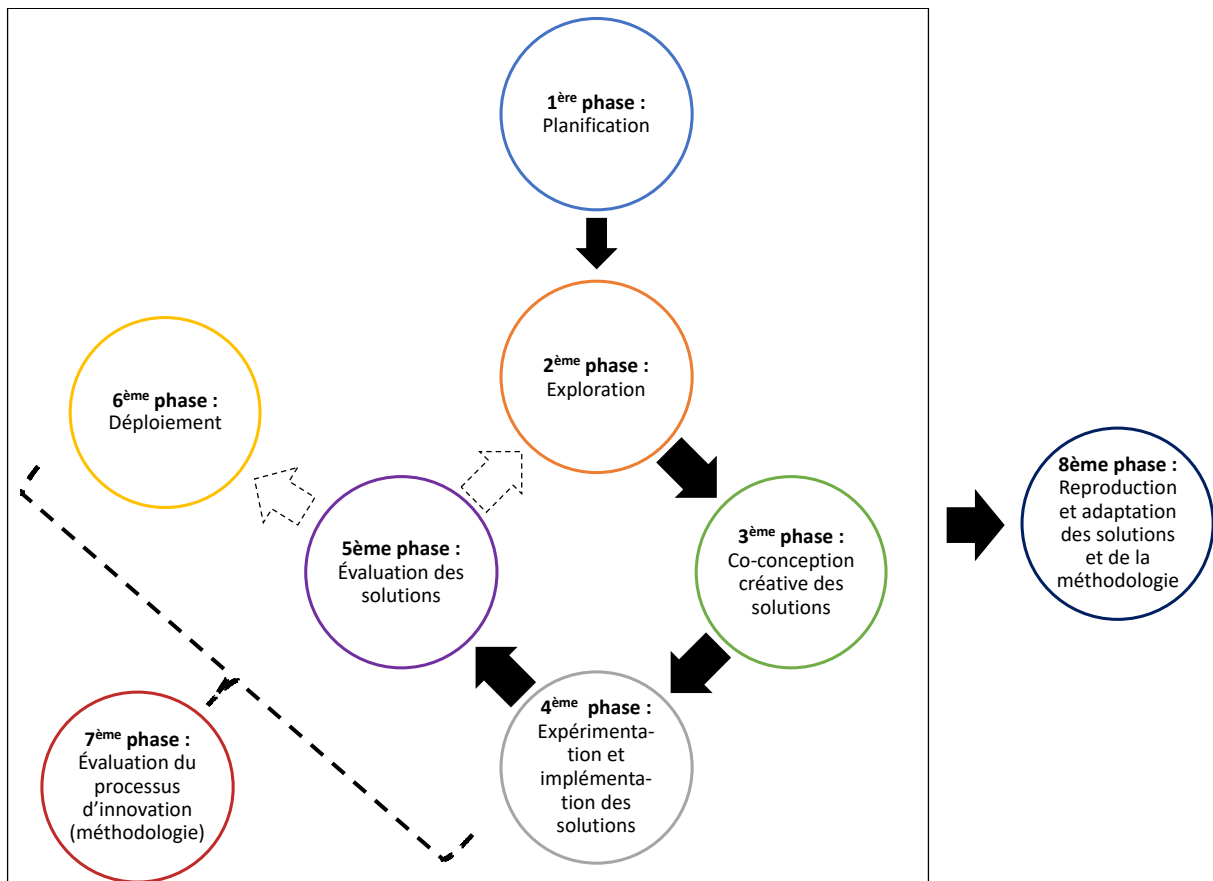 1ère phase :
Planification
2ème phase :
Exploration
3ème phase :
Co-conception
créative des
solutions
4ème  phase :
Expérimenta-
tion et
implémenta-
tion des
solutions
5ème phase :
Évaluation des
solutions
6ème phase :
Déploiement
7ème phase :
Évaluation du
processus
d’innovation
(méthodologie)
8ème phase :
Reproduction
et adaptation
des solutions
et de la
méthodologie